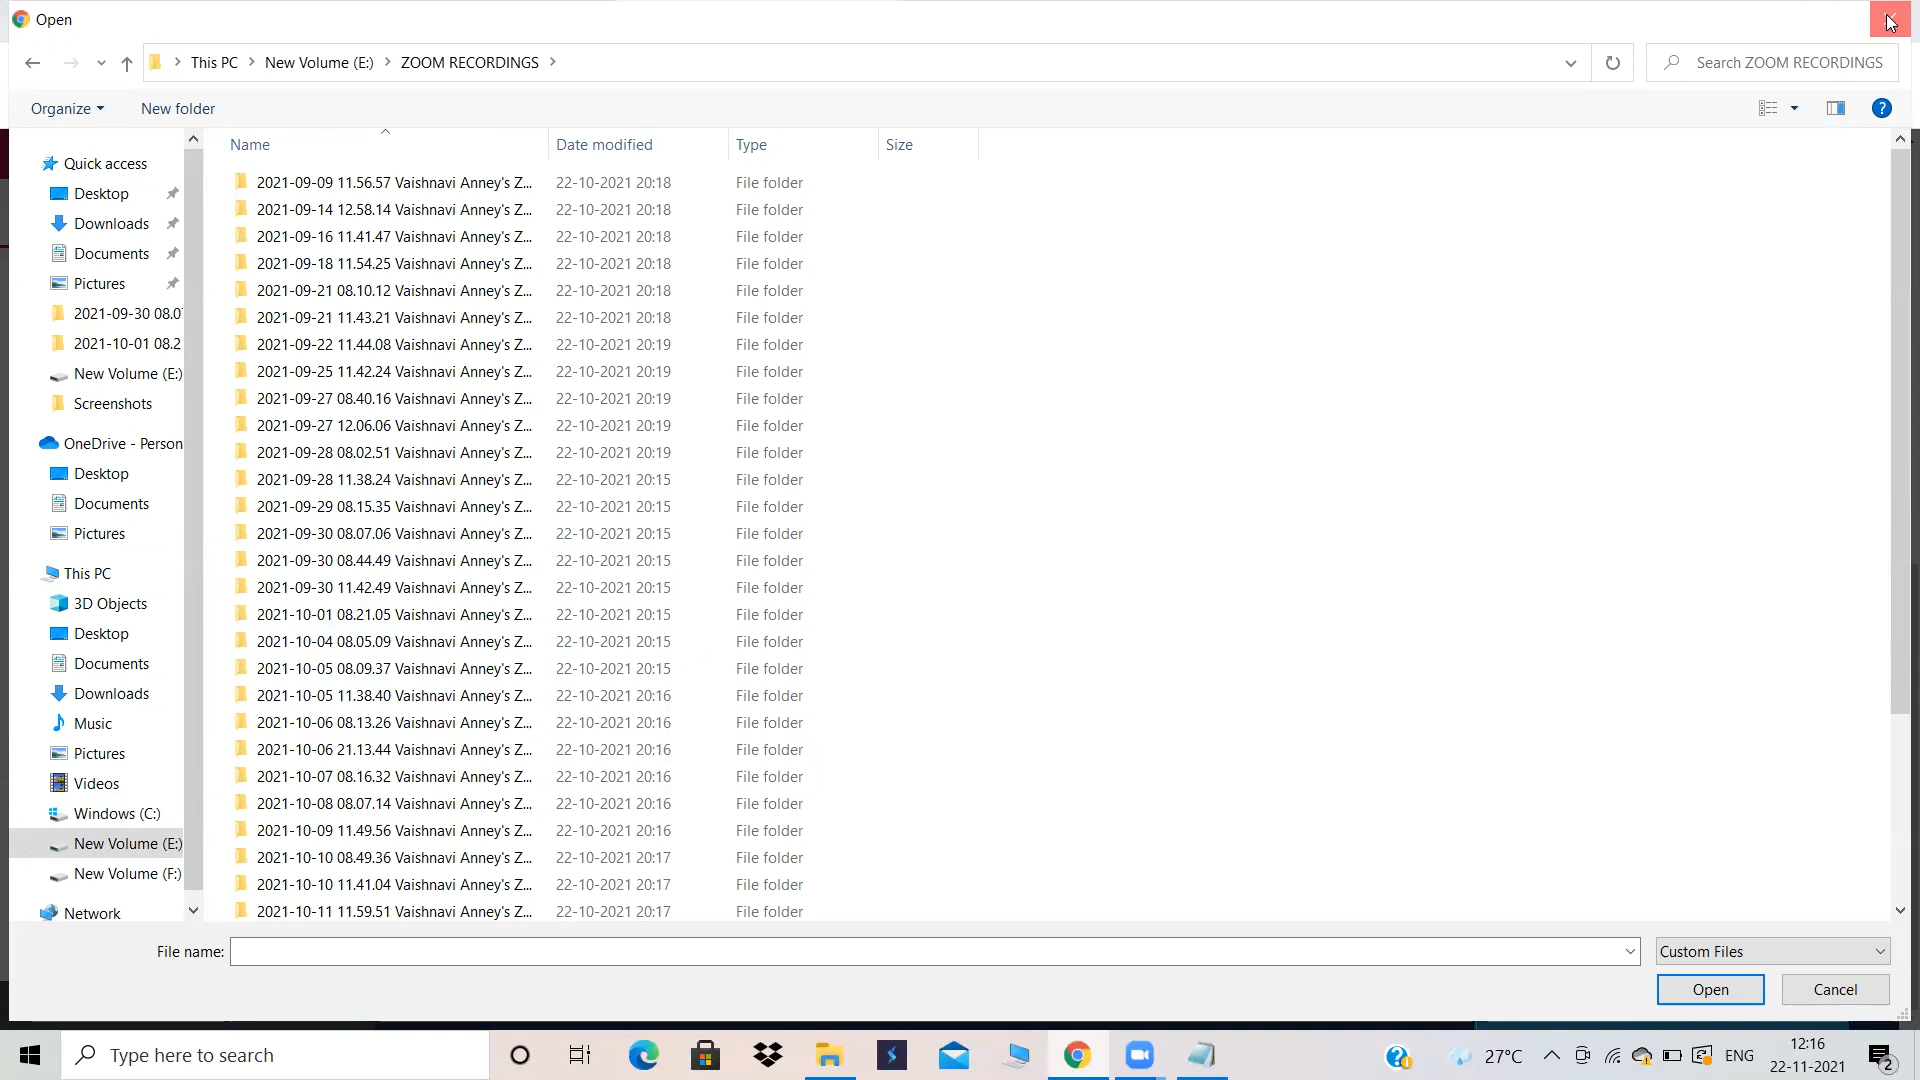 Open
This PC > New Volume (E:) > ZOOM RECORDINGS >
Search ZOOM RECORDINGS
Organize
New folder
?
Name
Date modified
Type
Size
Quick access
Desktop
Downloads
Documents
Pictures
2021-09-30 08.0
2021-10-01 08.2
New Volume (E:)
Screenshots
OneDrive - Person
Desktop
Documents
Pictures
This PC
3D Objects
Desktop
Documents
Downloads
Music
Pictures
Videos
Windows (C:)
New Volume (E:)
New Volume (F:)
Network
2021-09-09 11.56.57 Vaishnavi Anney's Z... 22-10-2021 20:18 File folder
2021-09-14 12.58.14 Vaishnavi Anney's Z... 22-10-2021 20:18 File folder
2021-09-16 11.41.47 Vaishnavi Anney's Z... 22-10-2021 20:18 File folder
2021-09-18 11.54.25 Vaishnavi Anney's Z... 22-10-2021 20:18 File folder
2021-09-21 08.10.12 Vaishnavi Anney's Z... 22-10-2021 20:18 File folder
2021-09-21 11.43.21 Vaishnavi Anney's Z... 22-10-2021 20:18 File folder
2021-09-22 11.44.08 Vaishnavi Anney's Z... 22-10-2021 20:19 File folder
2021-09-25 11.42.24 Vaishnavi Anney's Z... 22-10-2021 20:19 File folder
2021-09-27 08.40.16 Vaishnavi Anney's Z... 22-10-2021 20:19 File folder
2021-09-27 12.06.06 Vaishnavi Anney's Z... 22-10-2021 20:19 File folder
2021-09-28 08.02.51 Vaishnavi Anney's Z... 22-10-2021 20:19 File folder
2021-09-28 11.38.24 Vaishnavi Anney's Z... 22-10-2021 20:15 File folder
2021-09-29 08.15.35 Vaishnavi Anney's Z... 22-10-2021 20:15 File folder
2021-09-30 08.07.06 Vaishnavi Anney's Z... 22-10-2021 20:15 File folder
2021-09-30 08.44.49 Vaishnavi Anney's Z... 22-10-2021 20:15 File folder
2021-09-30 11.42.49 Vaishnavi Anney's Z... 22-10-2021 20:15 File folder
2021-10-01 08.21.05 Vaishnavi Anney's Z... 22-10-2021 20:15 File folder
2021-10-04 08.05.09 Vaishnavi Anney's Z... 22-10-2021 20:15 File folder
2021-10-05 08.09.37 Vaishnavi Anney's Z... 22-10-2021 20:15 File folder
2021-10-05 11.38.40 Vaishnavi Anney's Z... 22-10-2021 20:16 File folder
2021-10-06 08.13.26 Vaishnavi Anney's Z... 22-10-2021 20:16 File folder
2021-10-06 21.13.44 Vaishnavi Anney's Z... 22-10-2021 20:16 File folder
2021-10-07 08.16.32 Vaishnavi Anney's Z... 22-10-2021 20:16 File folder
2021-10-08 08.07.14 Vaishnavi Anney's Z... 22-10-2021 20:16 File folder
2021-10-09 11.49.56 Vaishnavi Anney's Z... 22-10-2021 20:16 File folder
2021-10-10 08.49.36 Vaishnavi Anney's Z... 22-10-2021 20:17 File folder
2021-10-10 11.41.04 Vaishnavi Anney's Z... 22-10-2021 20:17 File folder
2021-10-11 11.59.51 Vaishnavi Anney's Z... 22-10-2021 20:17 File folder
File name:
Custom Files
Open
Cancel
Type here to search
27°C
ENG
12:16
22-11-2021
2